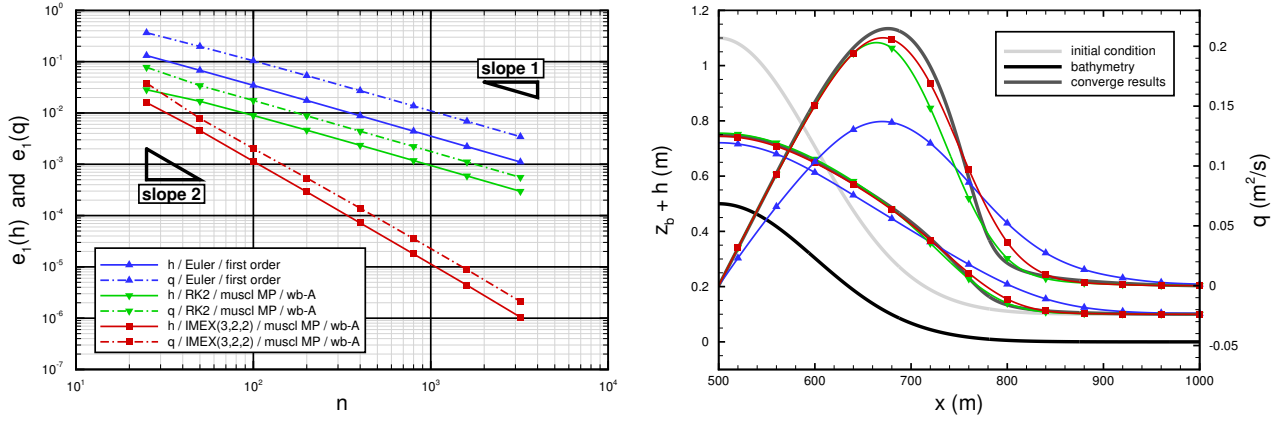 10^0
10^-1
10^-2
10^-3
10^-4
10^-5
10^-6
10^-7
10^1
10^2
10^3
10^4
n
e_1(h) and e_1(q)
slope 1
slope 2
h / Euler / first order
q / Euler / first order
h / RK2 / muscl MP / wb-A
q / RK2 / muscl MP / wb-A
h / IMEX(3,2,2) / muscl MP / wb-A
q / IMEX(3,2,2) / muscl MP / wb-A
1.2
1
0.8
0.6
0.4
0.2
0
z_b + h (m)
500
600
700
800
900
1000
x (m)
0.2
0.15
0.1
0.05
0
-0.05
q (m^2/s)
initial condition
bathymetry
converge results